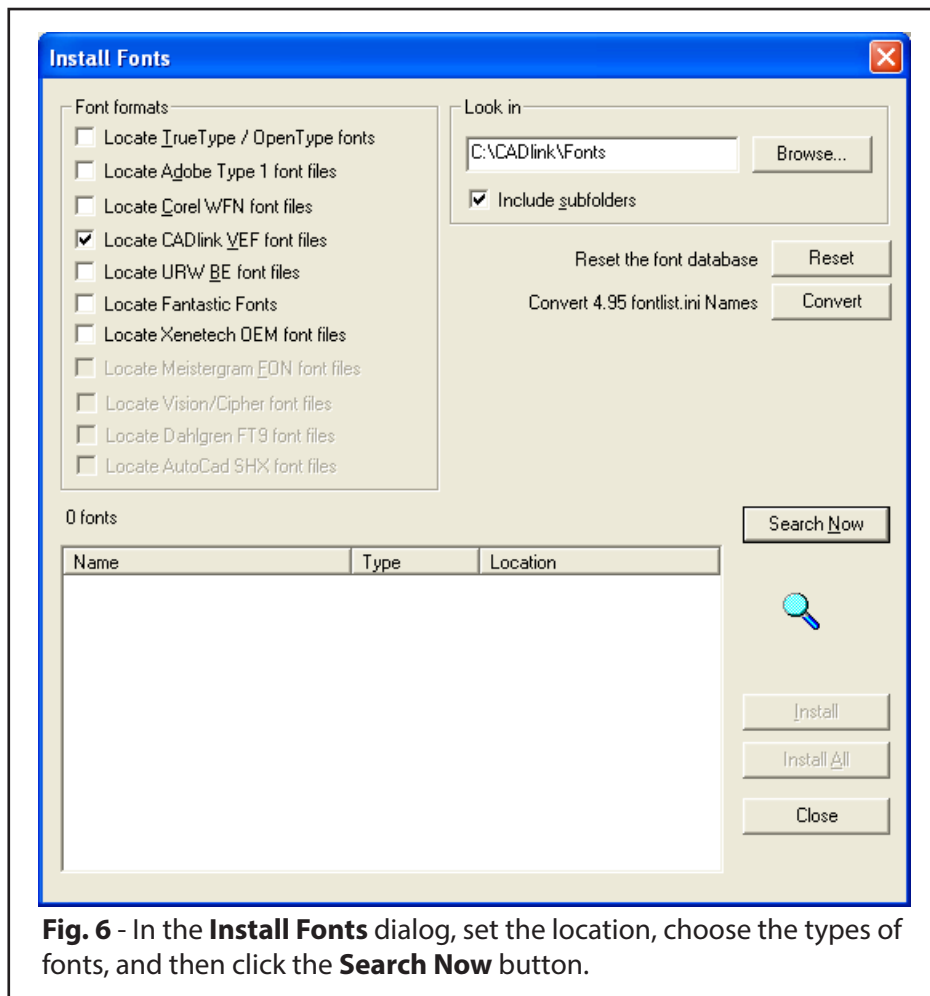 Install Fonts
Font formats
Locate TrueType / OpenType fonts
Locate Adobe Type 1 font files
Locate Corel WFN font files
Locate CADlink VEF font files
Locate URW BE font files
Locate Fantastic Fonts
Locate Xenetech OEM font files
Locate Meistergram FON font files
Locate Vision/Cipher font files
Locate Dahlgren FT9 font files
Locate AutoCad SHX font files
Look in
C:\CADlink\Fonts
Browse...
Include subfolders
Reset the font database
Reset
Convert 4.95 fontlist.ini Names
Convert
0 fonts
Search Now
Name Type Location
Install
Install All
Close
Fig. 6 - In the Install Fonts dialog, set the location, choose the types of
fonts, and then click the Search Now button.